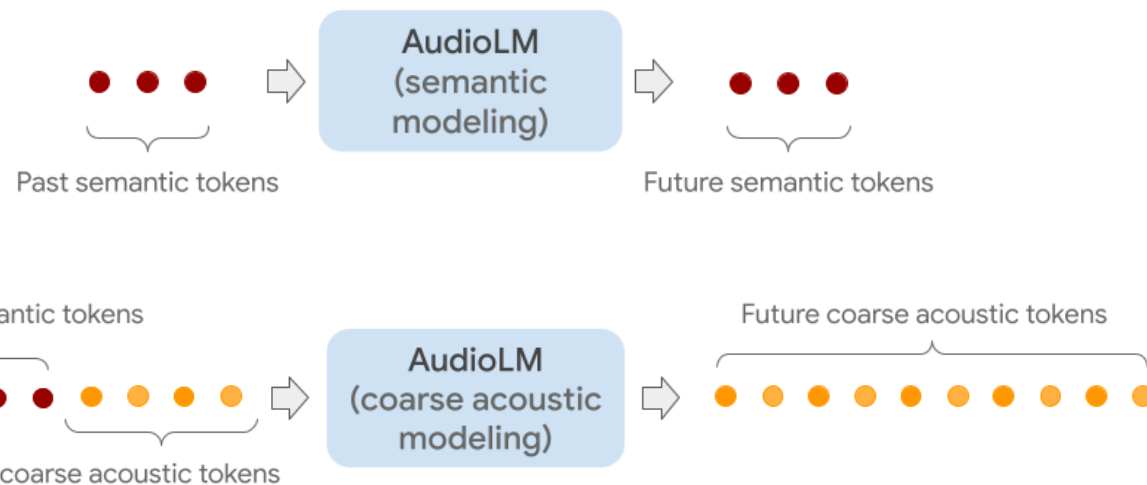 AudioLM
(semantic
modeling)
Past semantic tokens
Future semantic tokens
tokens
Future coarse acoustic tokens
AudioLM
(coarse acoustic
modeling)
coarse acoustic tokens